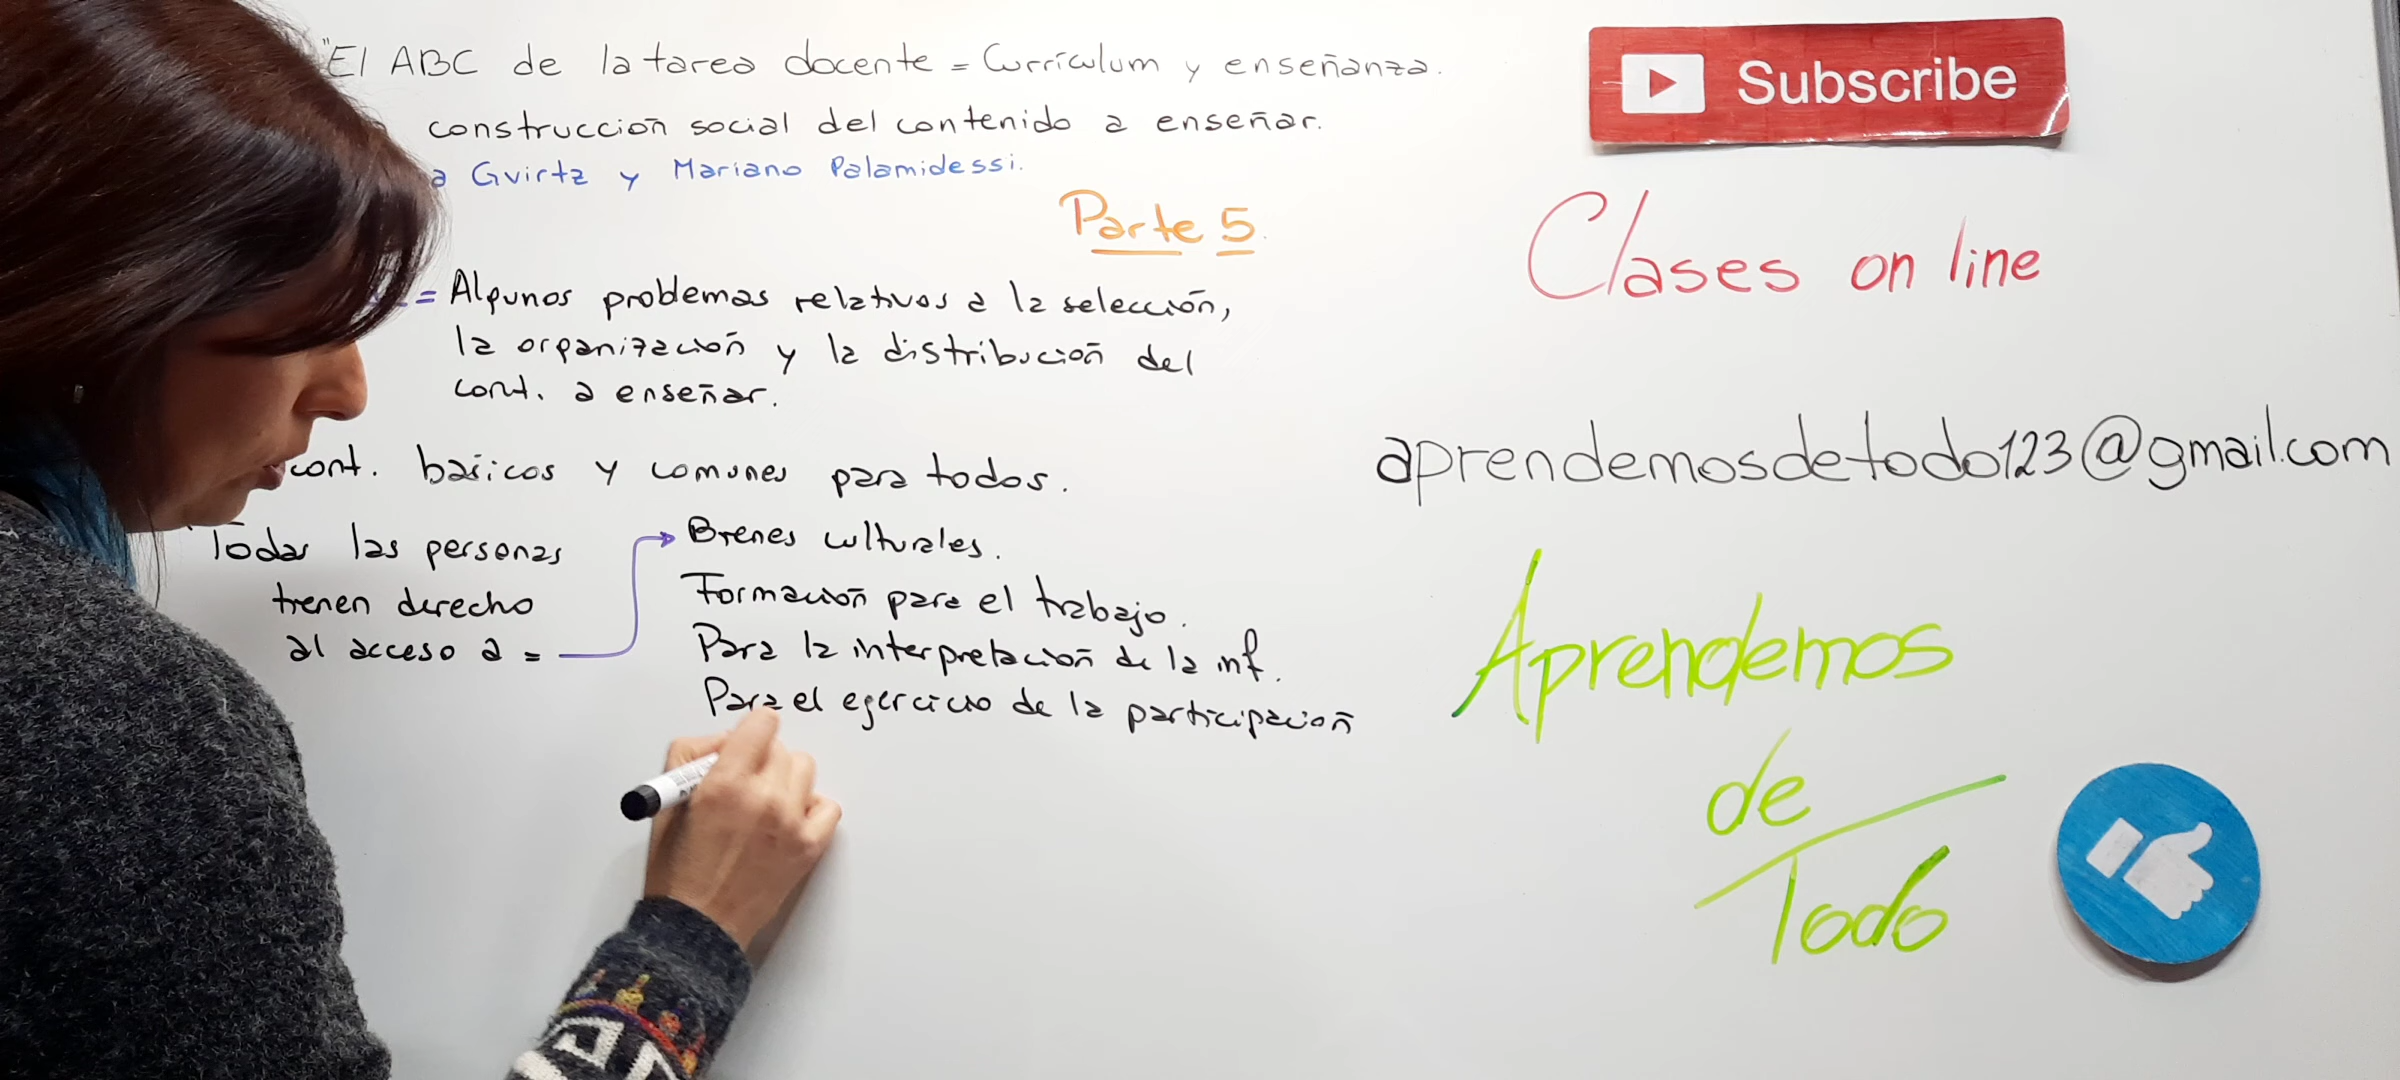 "El ABC de la tarea docente = Currículum y enseñanza.
construcción social del contenido a enseñar.
a Gvirtz y Mariano Palamidessi.
Parte 5.
= Algunos problemas relativos a la selección,
la organización y la distribución del
cont. a enseñar.
cont. básicos y comunes para todos.
Todas las personas
tienen derecho
al acceso a =
Bienes culturales.
Formación para el trabajo.
Para la interpretación de la inf.
Para el ejercicio de la participación
Subscribe
Clases on line
aprendemosdetodo123@gmail.com
Aprendemos
de
Todo